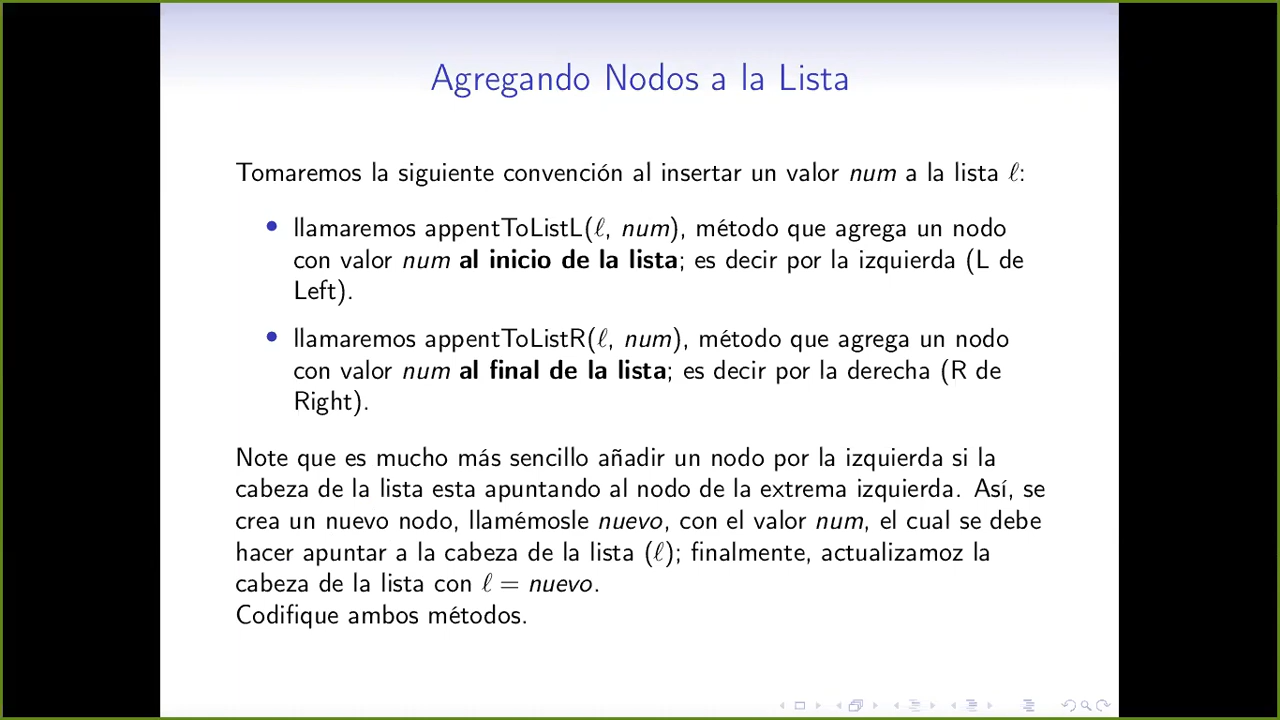 Agregando Nodos a la Lista
Tomaremos la siguiente convención al insertar un valor num a la lista ℓ:
• llamaremos appentToListL(ℓ, num), método que agrega un nodo
con valor num al inicio de la lista; es decir por la izquierda (L de
Left).
• llamaremos appentToListR(ℓ, num), método que agrega un nodo
con valor num al final de la lista; es decir por la derecha (R de
Right).
Note que es mucho más sencillo añadir un nodo por la izquierda si la
cabeza de la lista esta apuntando al nodo de la extrema izquierda. Así, se
crea un nuevo nodo, llamémosle nuevo, con el valor num, el cual se debe
hacer apuntar a la cabeza de la lista (ℓ); finalmente, actualizamoz la
cabeza de la lista con ℓ = nuevo.
Codifique ambos métodos.